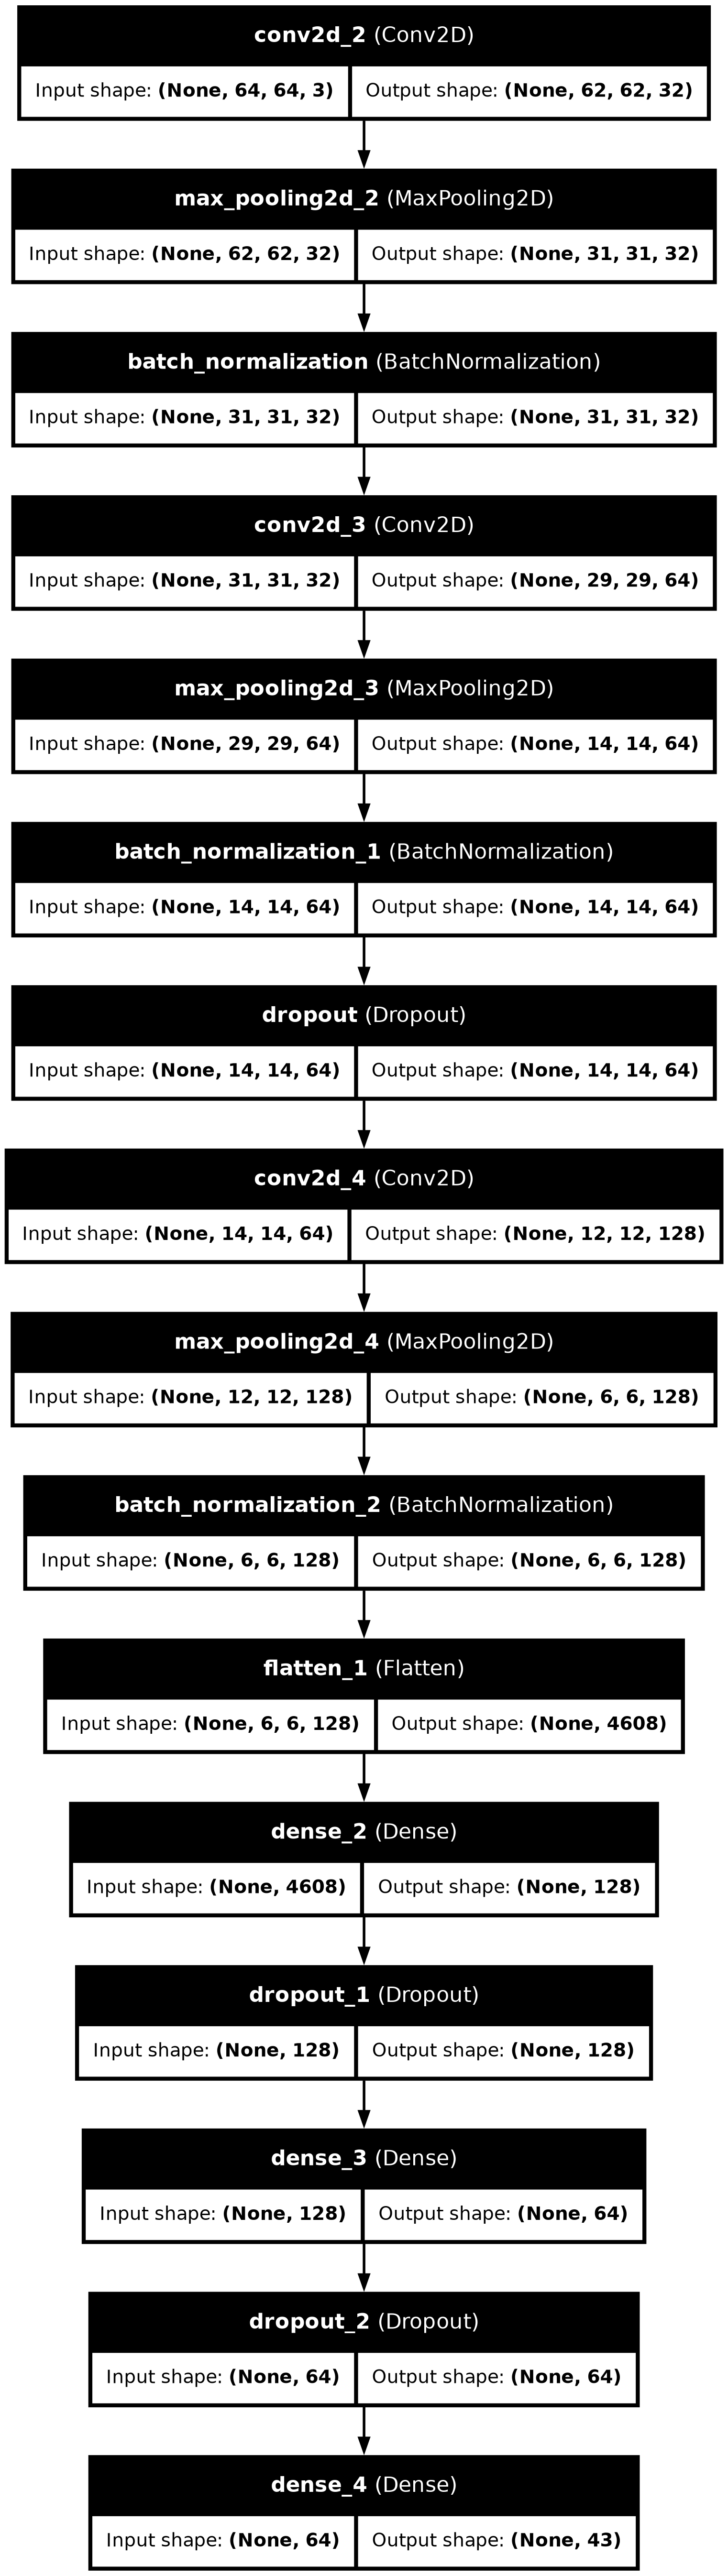 conv2d_2 (Conv2D)
Input shape: (None, 64, 64, 3) Output shape: (None, 62, 62, 32)
max_pooling2d_2 (MaxPooling2D)
Input shape: (None, 62, 62, 32) Output shape: (None, 31, 31, 32)
batch_normalization (BatchNormalization)
Input shape: (None, 31, 31, 32) Output shape: (None, 31, 31, 32)
conv2d_3 (Conv2D)
Input shape: (None, 31, 31, 32) Output shape: (None, 29, 29, 64)
max_pooling2d_3 (MaxPooling2D)
Input shape: (None, 29, 29, 64) Output shape: (None, 14, 14, 64)
batch_normalization_1 (BatchNormalization)
Input shape: (None, 14, 14, 64) Output shape: (None, 14, 14, 64)
dropout (Dropout)
Input shape: (None, 14, 14, 64) Output shape: (None, 14, 14, 64)
conv2d_4 (Conv2D)
Input shape: (None, 14, 14, 64) Output shape: (None, 12, 12, 128)
max_pooling2d_4 (MaxPooling2D)
Input shape: (None, 12, 12, 128) Output shape: (None, 6, 6, 128)
batch_normalization_2 (BatchNormalization)
Input shape: (None, 6, 6, 128) Output shape: (None, 6, 6, 128)
flatten_1 (Flatten)
Input shape: (None, 6, 6, 128) Output shape: (None, 4608)
dense_2 (Dense)
Input shape: (None, 4608) Output shape: (None, 128)
dropout_1 (Dropout)
Input shape: (None, 128) Output shape: (None, 128)
dense_3 (Dense)
Input shape: (None, 128) Output shape: (None, 64)
dropout_2 (Dropout)
Input shape: (None, 64) Output shape: (None, 64)
dense_4 (Dense)
Input shape: (None, 64) Output shape: (None, 43)